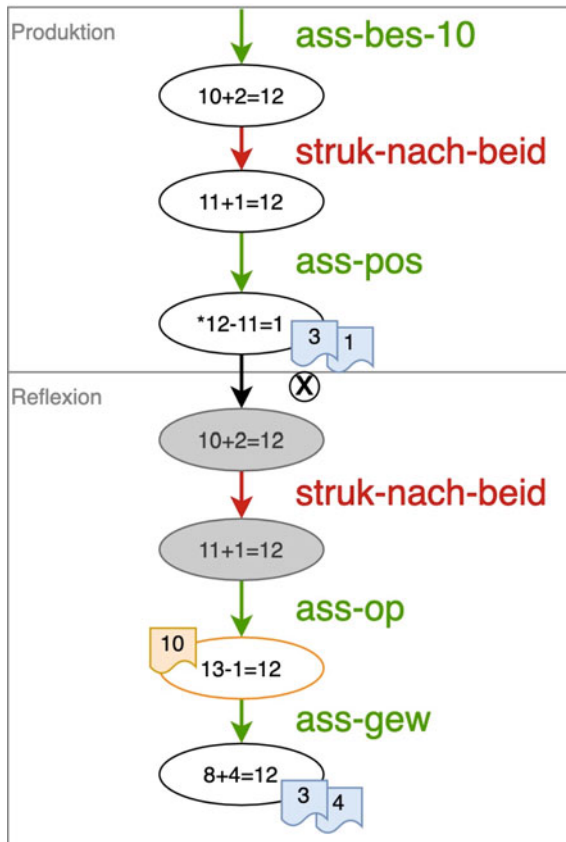 Produktion
ass-bes-10
10+2=12
struk-nach-beid
11+1=12
ass-pos
*12-11=1
3
1
X
Reflexion
10+2=12
struk-nach-beid
11+1=12
ass-op
10
13-1=12
ass-gew
8+4=12
3
4